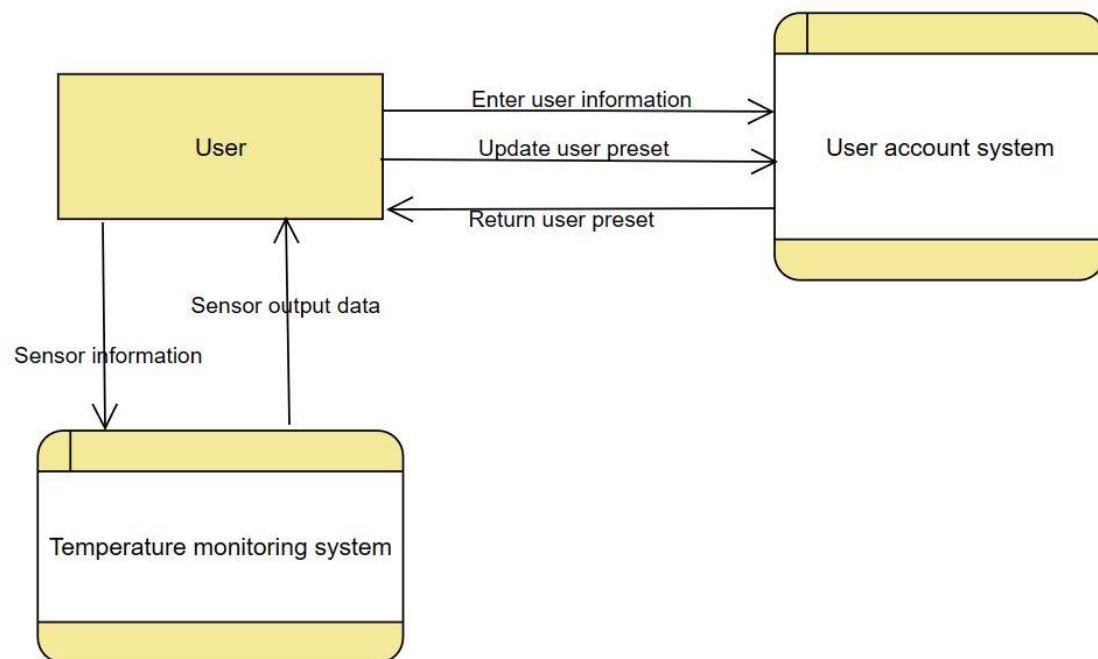 Enter user information
User
Update user preset
User account system
Return user preset
Sensor output data
Sensor information
Temperature monitoring system